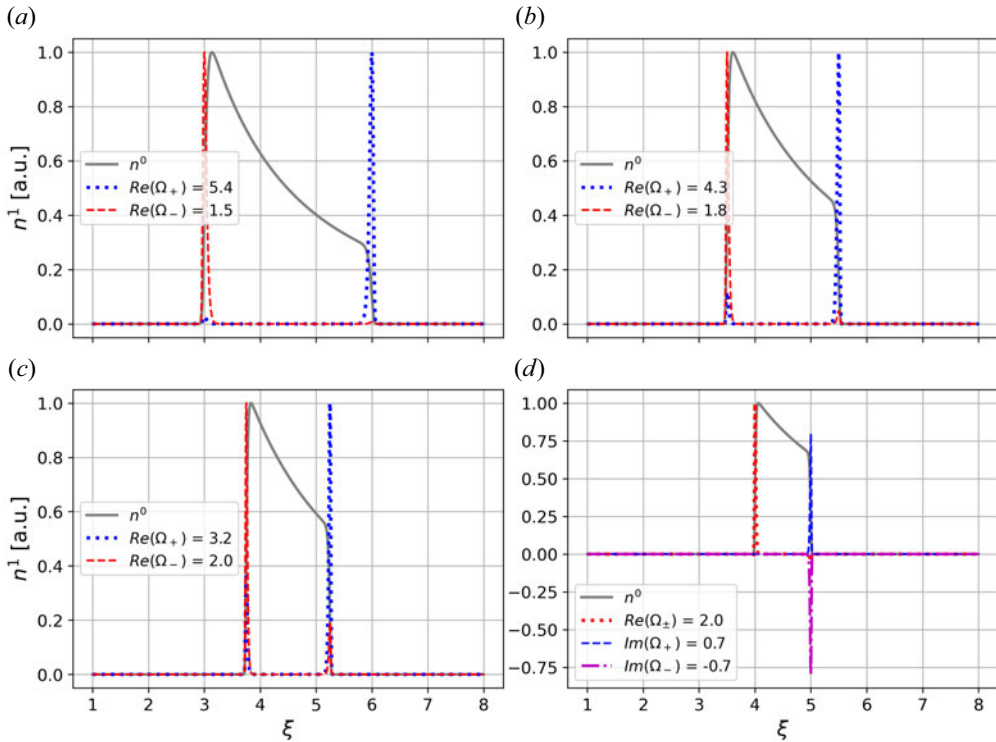 (a)
n¹ [a.u.]
1.0
0.8
0.6
0.4
0.2
0.0
n⁰
Re(Ω₊) = 5.4
Re(Ω₋) = 1.5
(b)
1.0
0.8
0.6
0.4
0.2
0.0
n⁰
Re(Ω₊) = 4.3
Re(Ω₋) = 1.8
(c)
n¹ [a.u.]
1.0
0.8
0.6
0.4
0.2
0.0
n⁰
Re(Ω₊) = 3.2
Re(Ω₋) = 2.0
1 2 3 4 5 6 7 8
ξ
(d)
1.00
0.75
0.50
0.25
0.00
−0.25
−0.50
−0.75
n⁰
Re(Ω±) = 2.0
Im(Ω₊) = 0.7
Im(Ω₋) = -0.7
1 2 3 4 5 6 7 8
ξ